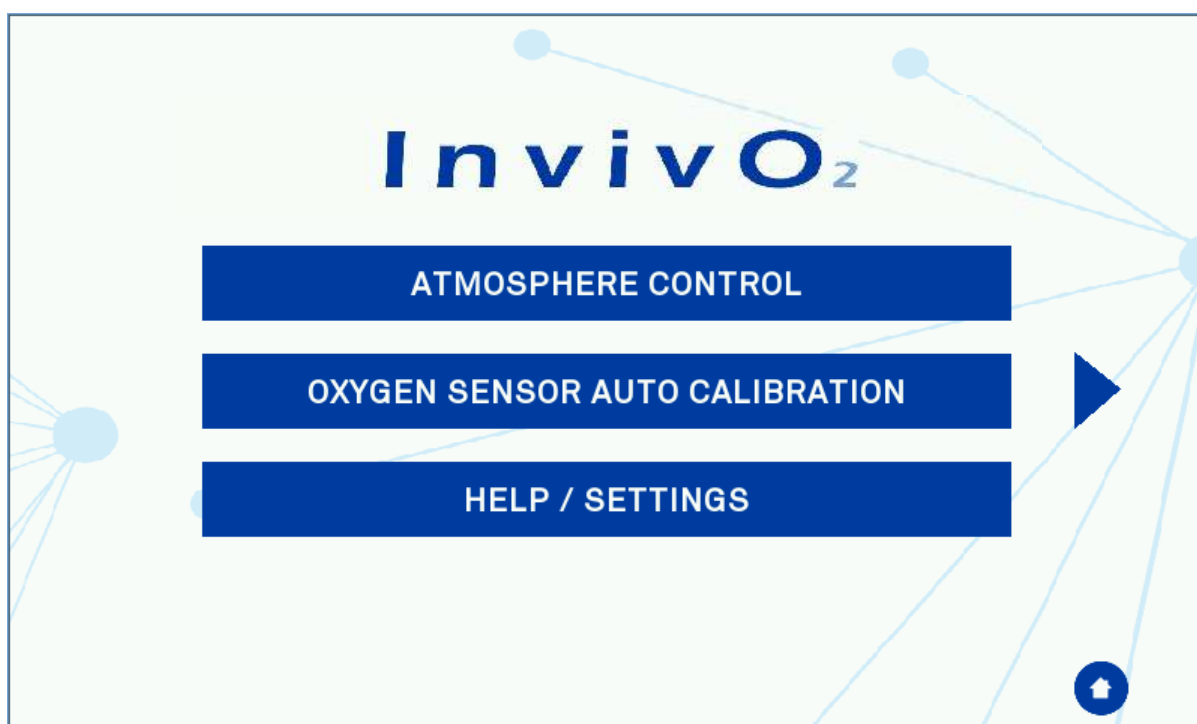 InvivO₂
ATMOSPHERE CONTROL
OXYGEN SENSOR AUTO CALIBRATION
HELP / SETTINGS